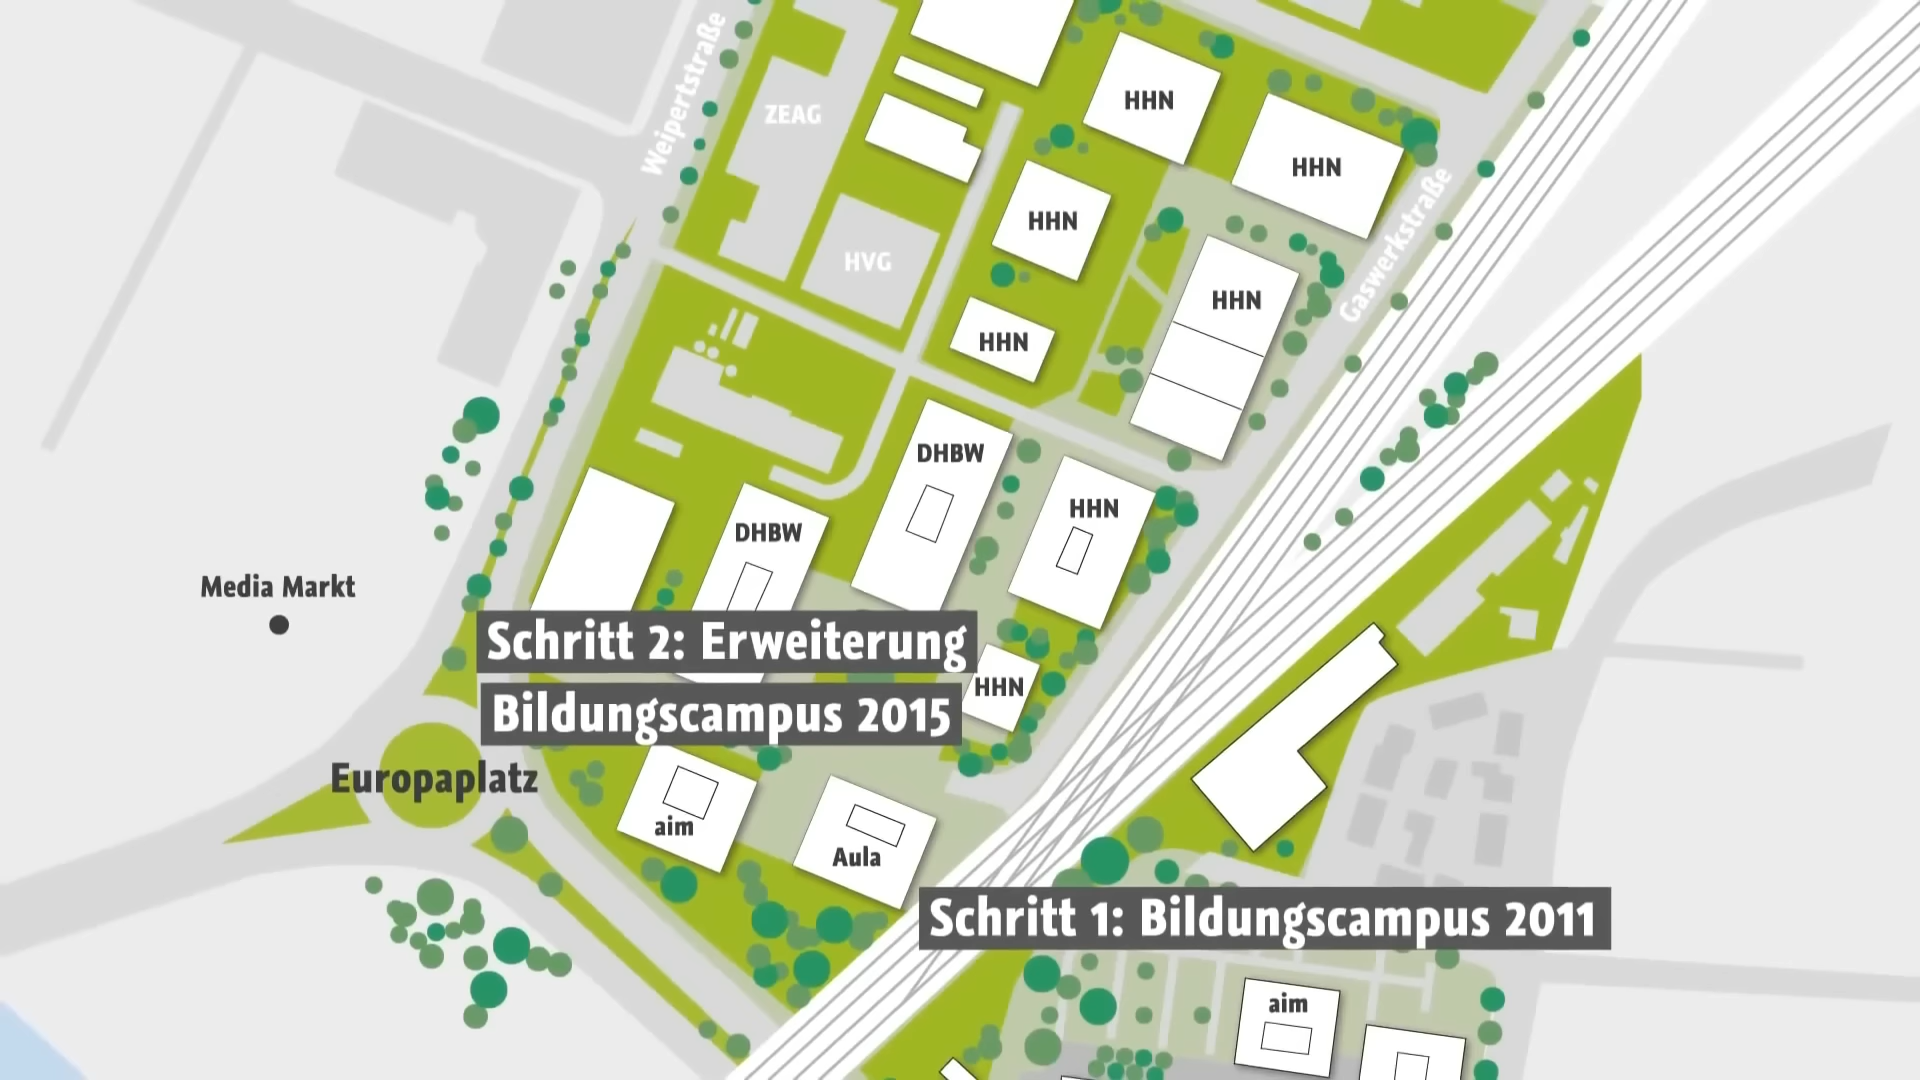 Weipertstraße
ZEAG
HHN
HHN
Gaswerkstraße
HHN
HVG
HHN
HHN
DHBW
HHN
DHBW
Media Markt
Schritt 2: Erweiterung
Bildungscampus 2015
HHN
Europaplatz
aim
Aula
Schritt 1: Bildungscampus 2011
aim